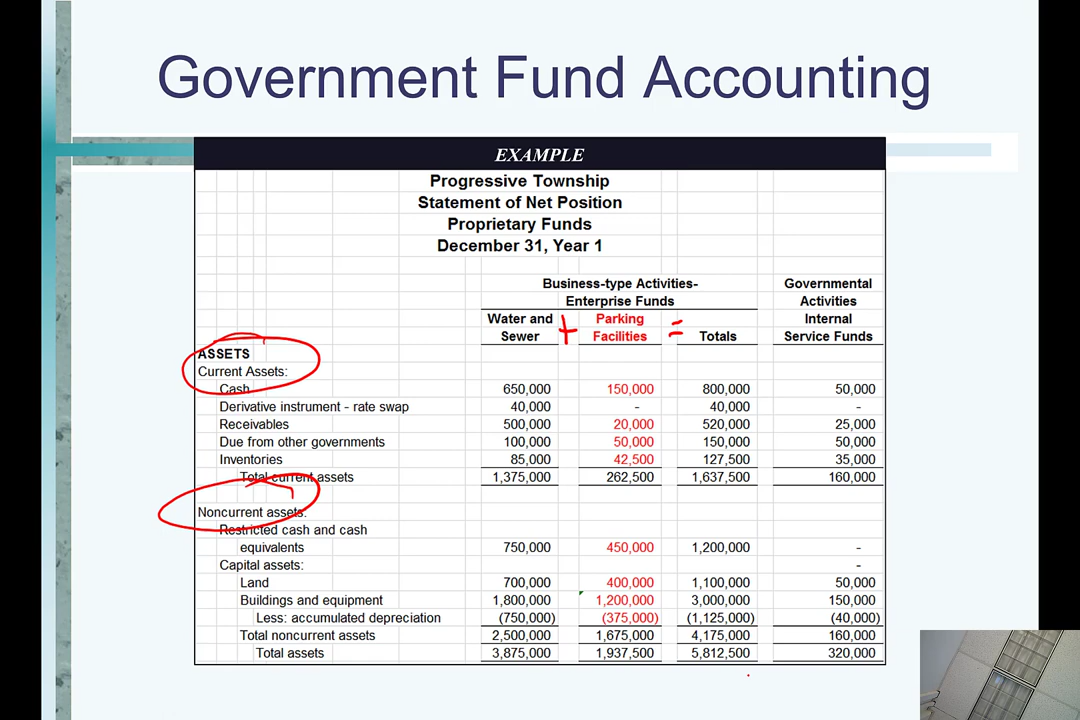 Government Fund Accounting
EXAMPLE
Progressive Township
Statement of Net Position
Proprietary Funds
December 31, Year 1
Business-type Activities- Governmental
Enterprise Funds Activities
Water and + Parking = Internal
Sewer Facilities Totals Service Funds
ASSETS
Current Assets:
Cash 650,000 150,000 800,000 50,000
Derivative instrument - rate swap 40,000 - 40,000 -
Receivables 500,000 20,000 520,000 25,000
Due from other governments 100,000 50,000 150,000 50,000
Inventories 85,000 42,500 127,500 35,000
Total current assets 1,375,000 262,500 1,637,500 160,000
Noncurrent assets:
Restricted cash and cash
equivalents 750,000 450,000 1,200,000 -
Capital assets: -
Land 700,000 400,000 1,100,000 50,000
Buildings and equipment 1,800,000 1,200,000 3,000,000 150,000
Less: accumulated depreciation (750,000) (375,000) (1,125,000) (40,000)
Total noncurrent assets 2,500,000 1,675,000 4,175,000 160,000
Total assets 3,875,000 1,937,500 5,812,500 320,000